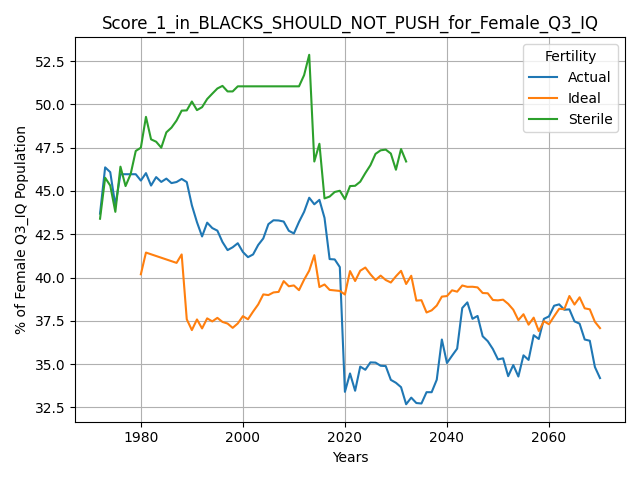 Score_1_in_BLACKS_SHOULD_NOT_PUSH_for_Female_Q3_IQ
Fertility
Actual
Ideal
Sterile
% of Female Q3_IQ Population
52.5
50.0
47.5
45.0
42.5
40.0
37.5
35.0
32.5
1980
2000
2020
2040
2060
Years